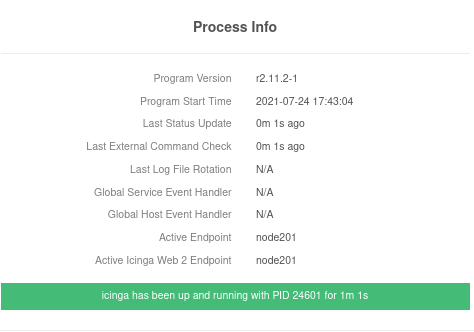 Process Info
Program Version r2.11.2-1
Program Start Time 2021-07-24 17:43:04
Last Status Update 0m 1s ago
Last External Command Check 0m 1s ago
Last Log File Rotation N/A
Global Service Event Handler N/A
Global Host Event Handler N/A
Active Endpoint node201
Active Icinga Web 2 Endpoint node201
icinga has been up and running with PID 24601 for 1m 1s